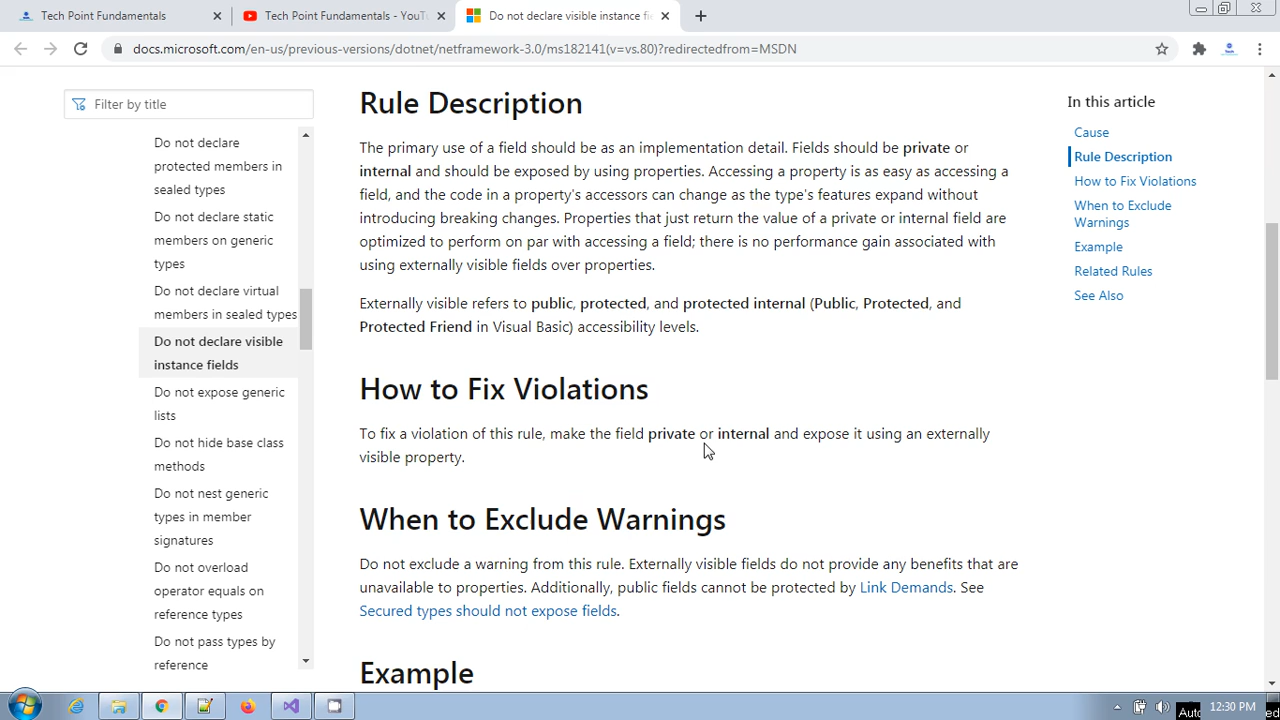 Tech Point Fundamentals
Tech Point Fundamentals - YouT
Do not declare visible instance fi
docs.microsoft.com/en-us/previous-versions/dotnet/netframework-3.0/ms182141(v=vs.80)?redirectedfrom=MSDN
Filter by title
Do not declare
protected members in
sealed types
Do not declare static
members on generic
types
Do not declare virtual
members in sealed types
Do not declare visible
instance fields
Do not expose generic
lists
Do not hide base class
methods
Do not nest generic
types in member
signatures
Do not overload
operator equals on
reference types
Do not pass types by
reference
Rule Description
The primary use of a field should be as an implementation detail. Fields should be private or
internal and should be exposed by using properties. Accessing a property is as easy as accessing a
field, and the code in a property's accessors can change as the type's features expand without
introducing breaking changes. Properties that just return the value of a private or internal field are
optimized to perform on par with accessing a field; there is no performance gain associated with
using externally visible fields over properties.
Externally visible refers to public, protected, and protected internal (Public, Protected, and
Protected Friend in Visual Basic) accessibility levels.
How to Fix Violations
To fix a violation of this rule, make the field private or internal and expose it using an externally
visible property.
When to Exclude Warnings
Do not exclude a warning from this rule. Externally visible fields do not provide any benefits that are
unavailable to properties. Additionally, public fields cannot be protected by Link Demands. See
Secured types should not expose fields.
Example
In this article
Cause
Rule Description
How to Fix Violations
When to Exclude
Warnings
Example
Related Rules
See Also
12:30 PM